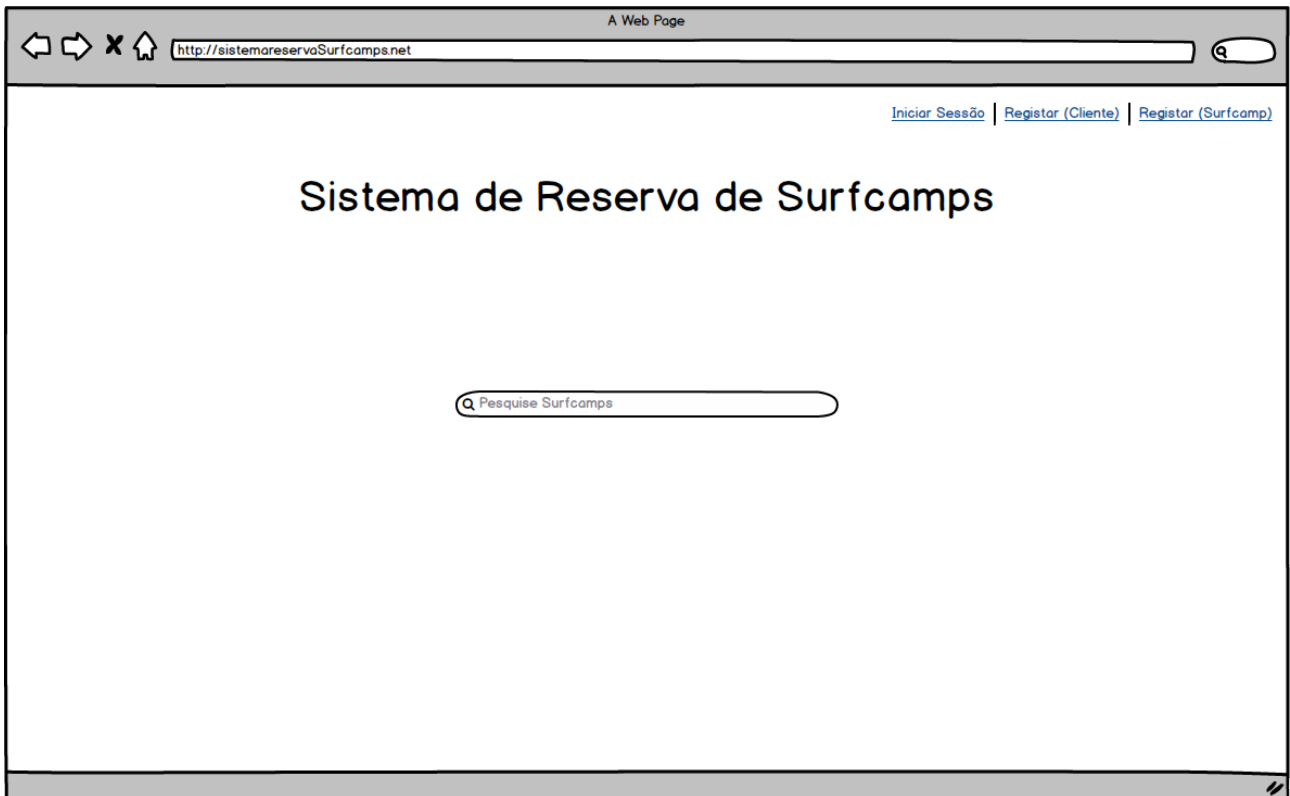 A Web Page
http://sistemareservaSurfcamps.net
Iniciar Sessão Registar (Cliente) Registar (Surfcamp)
Sistema de Reserva de Surfcamps
Pesquise Surfcamps